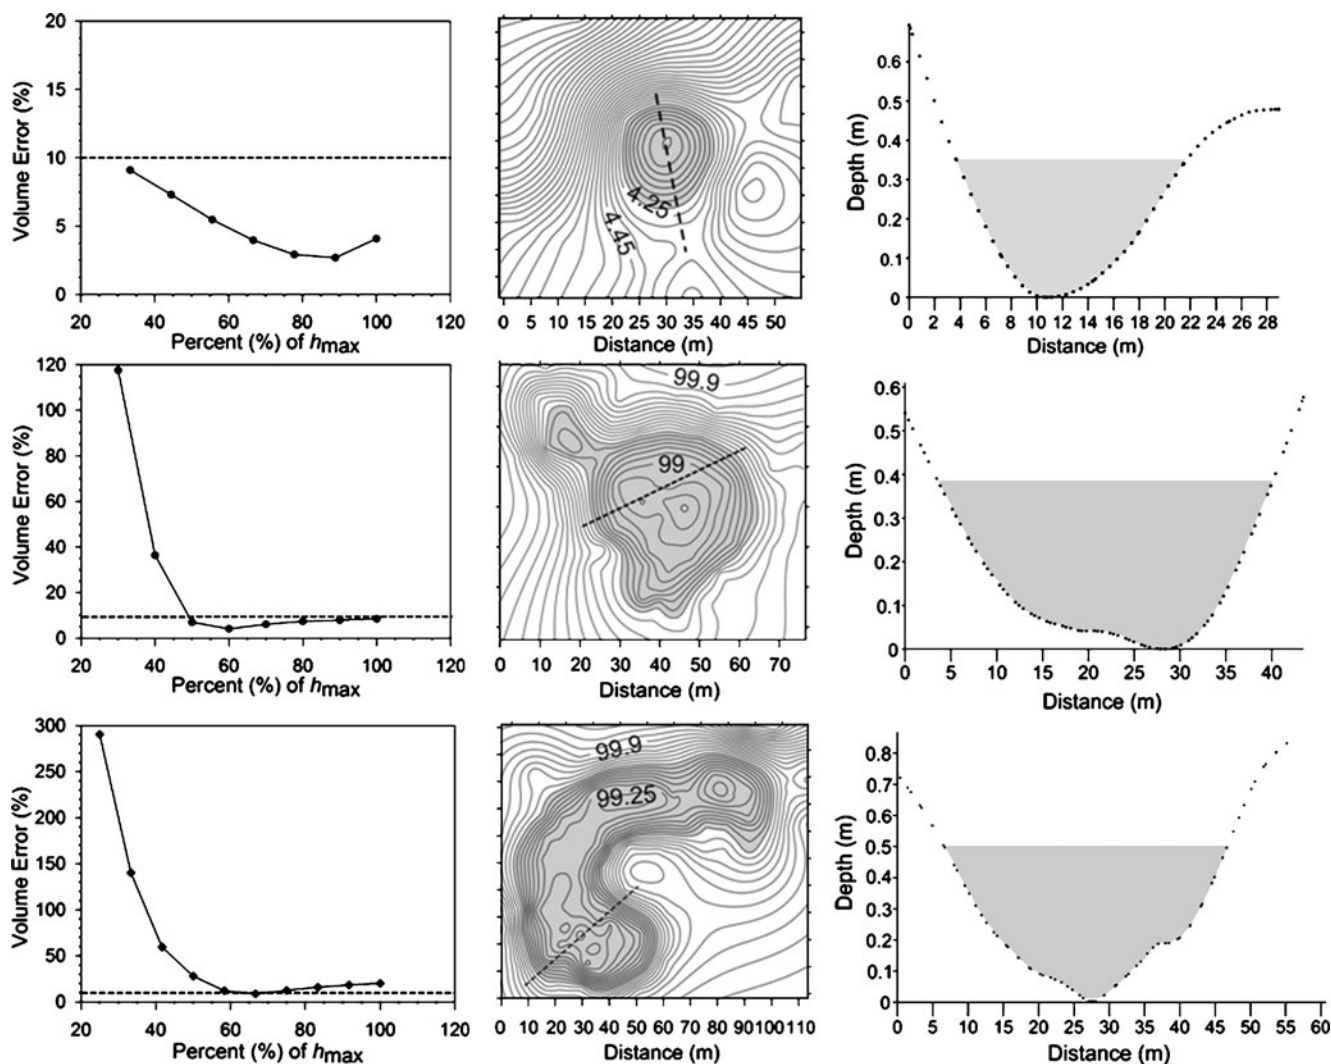 Volume Error (%)
20
15
10
5
0
20 40 60 80 100 120
Percent (%) of hmax
4.25
4.45
0 5 10 15 20 25 30 35 40 45 50
Distance (m)
Depth (m)
0.6
0.5
0.4
0.3
0.2
0.1
0
0 2 4 6 8 10 12 14 16 18 20 22 24 26 28
Distance (m)
Volume Error (%)
120
100
80
60
40
20
0
20 40 60 80 100 120
Percent (%) of hmax
99.9
99
0 10 20 30 40 50 60 70
Distance (m)
Depth (m)
0.6
0.5
0.4
0.3
0.2
0.1
0
0 5 10 15 20 25 30 35 40
Distance (m)
Volume Error (%)
300
250
200
150
100
50
0
20 40 60 80 100 120
Percent (%) of hmax
99.9
99.25
0 10 20 30 40 50 60 70 80 90 100 110
Distance (m)
Depth (m)
0.8
0.7
0.6
0.5
0.4
0.3
0.2
0.1
0
0 5 10 15 20 25 30 35 40 45 50 55 60
Distance (m)